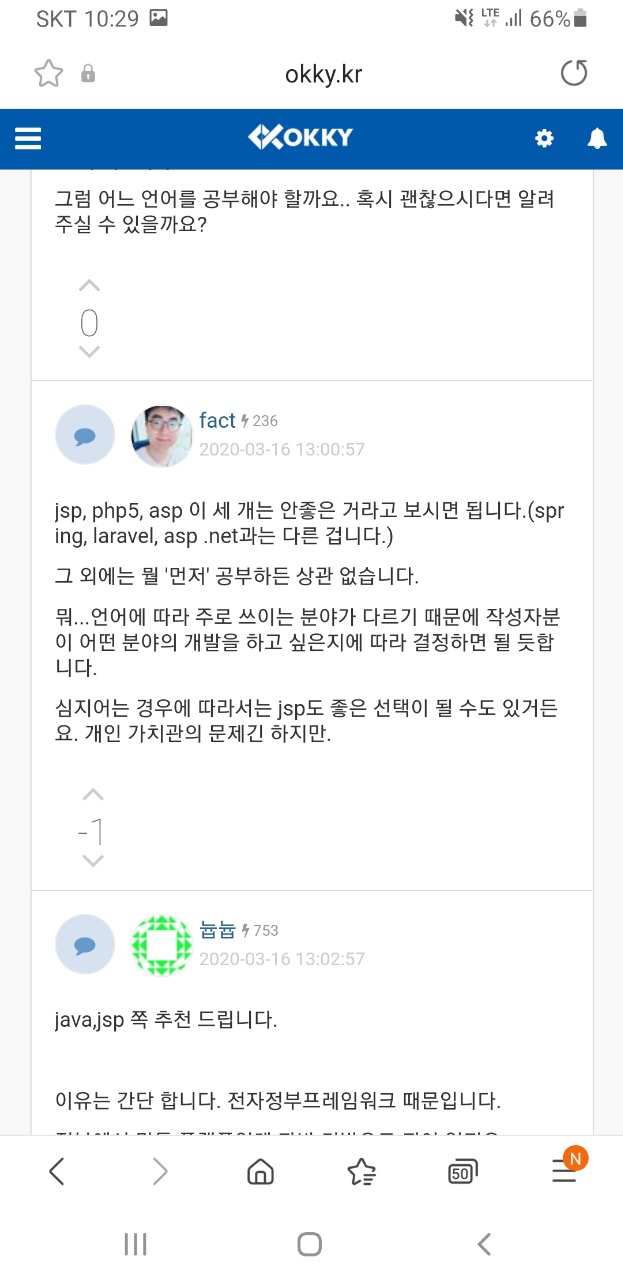 SKT 10:29
LTE
66%
okky.kr
OKKY
그럼 어느 언어를 공부해야 할까요.. 혹시 괜찮으시다면 알려
주실 수 있을까요?
0
fact 236
2020-03-16 13:00:57
jsp, php5, asp 이 세 개는 안좋은 거라고 보시면 됩니다.(spr
ing, laravel, asp .net과는 다른 겁니다.)
그 외에는 뭘 '먼저' 공부하든 상관 없습니다.
뭐...언어에 따라 주로 쓰이는 분야가 다르기 때문에 작성자분
이 어떤 분야의 개발을 하고 싶은지에 따라 결정하면 될 듯합
니다.
심지어는 경우에 따라서는 jsp도 좋은 선택이 될 수도 있거든
요. 개인 가치관의 문제긴 하지만.
-1
늅늅 753
2020-03-16 13:02:57
java,jsp 쪽 추천 드립니다.
이유는 간단 합니다. 전자정부프레임워크 때문입니다.
50
N